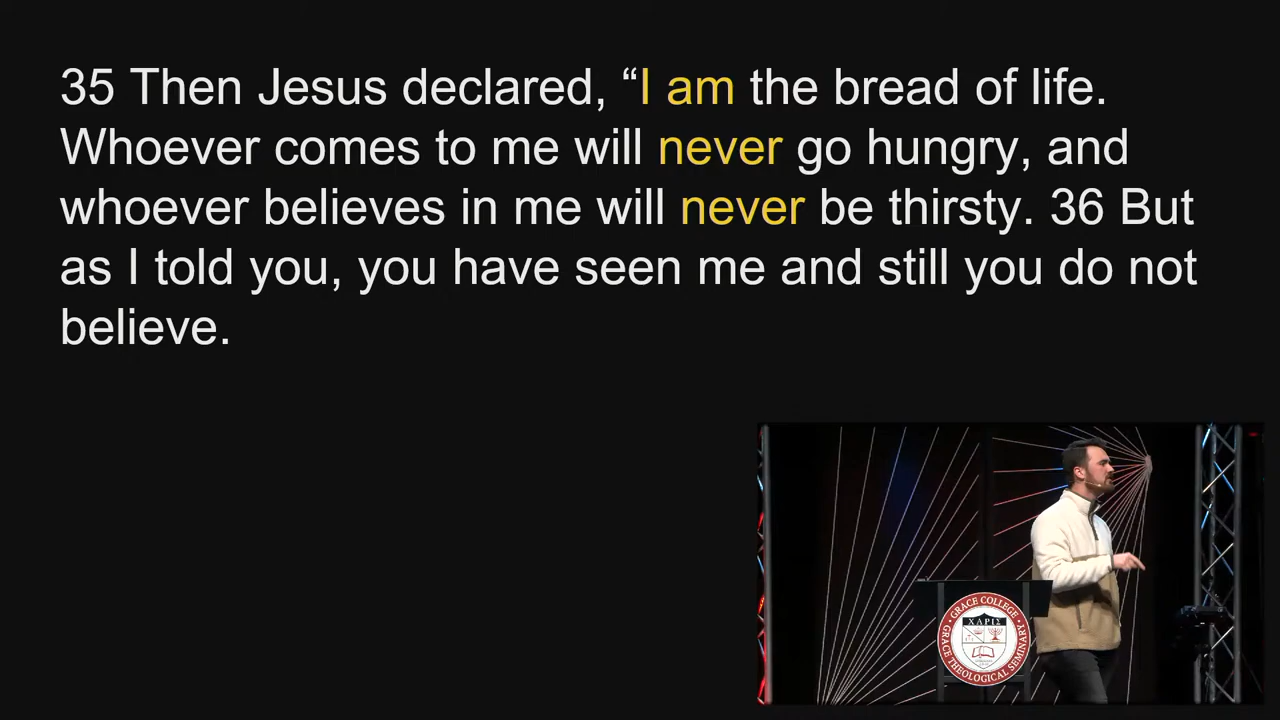 35 Then Jesus declared, “I am the bread of life.
Whoever comes to me will never go hungry, and
whoever believes in me will never be thirsty. 36 But
as I told you, you have seen me and still you do not
believe.
GRACE COLLEGE
ΧΑΡΙΣ
GRACE THEOLOGICAL SEMINARY